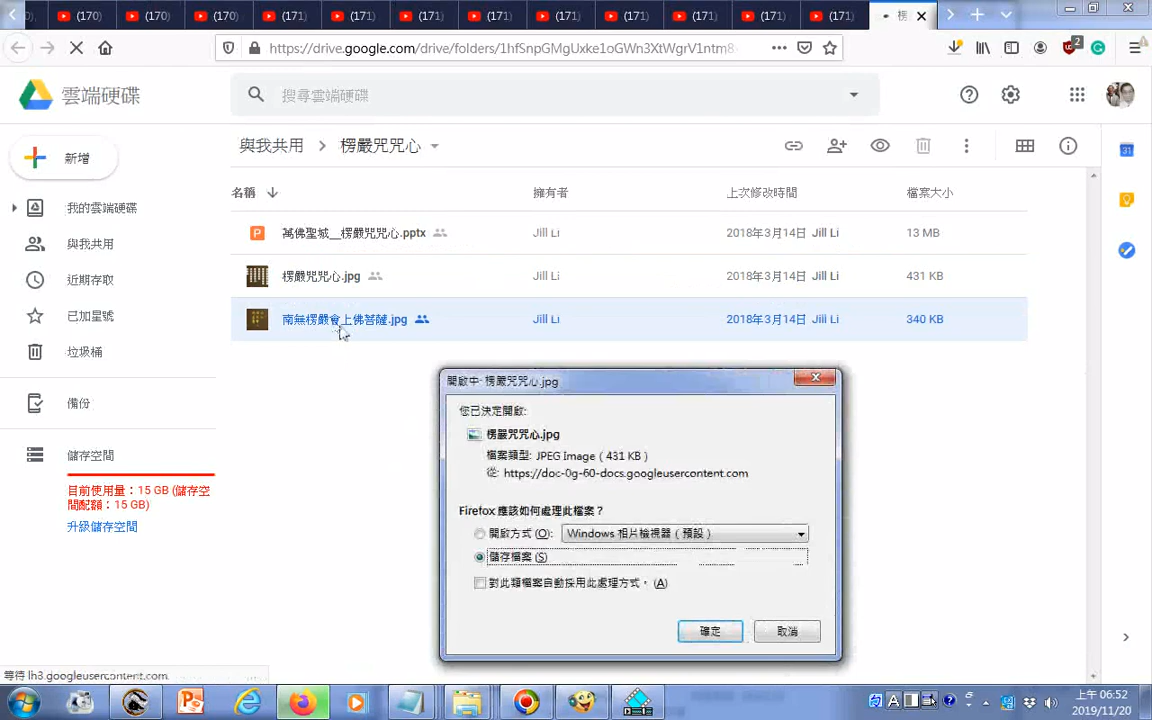 (170)
(170)
(170)
(171)
(171)
(171)
(171)
(171)
(171)
(171)
(171)
(171)
楞
https://drive.google.com/drive/folders/1hfSnpGMgUxke1oGWn3XtWgrV1ntm8-
2
雲端硬碟
搜尋雲端硬碟
新增
與我共用
楞嚴咒咒心
31
名稱
擁有者
上次修改時間
檔案大小
我的雲端硬碟
與我共用
近期存取
已加星號
垃圾桶
備份
儲存空間
目前使用量：15 GB (儲存空
間配額：15 GB)
升級儲存空間
P 萬佛聖城__楞嚴咒咒心.pptx Jill Li 2018年3月14日 Jill Li 13 MB
楞嚴咒咒心.jpg Jill Li 2018年3月14日 Jill Li 431 KB
南無楞嚴會上佛菩薩.jpg Jill Li 2018年3月14日 Jill Li 340 KB
開啟中- 楞嚴咒咒心.jpg
您已決定開啟:
楞嚴咒咒心.jpg
檔案類型: JPEG Image ( 431 KB )
從: https://doc-0g-60-docs.googleusercontent.com
Firefox 應該如何處理此檔案？
開啟方式 (O): Windows 相片檢視器 ( 預設 )
儲存檔案 (S)
對此類檔案自動採用此處理方式。(A)
確定
取消
等待 lh3.googleusercontent.com
A
上午 06:52
2019/11/20